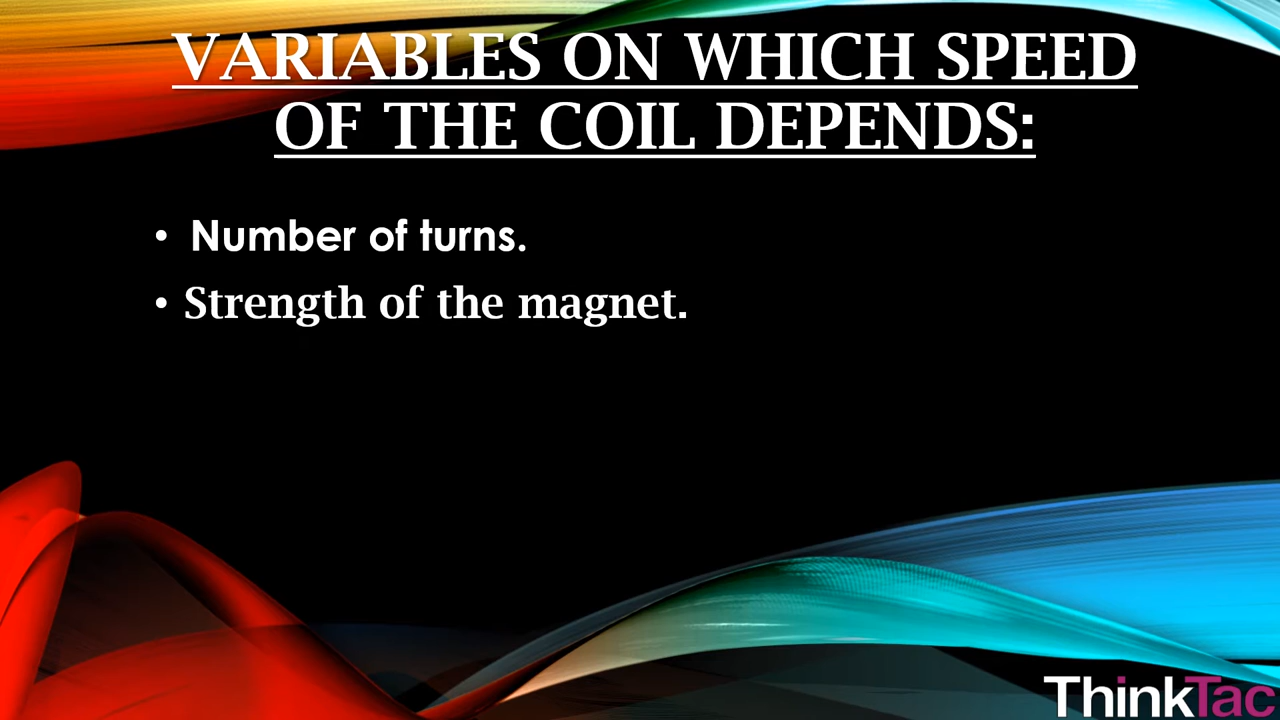 VARIABLES ON WHICH SPEED
OF THE COIL DEPENDS:
• Number of turns.
• Strength of the magnet.
ThinkTac